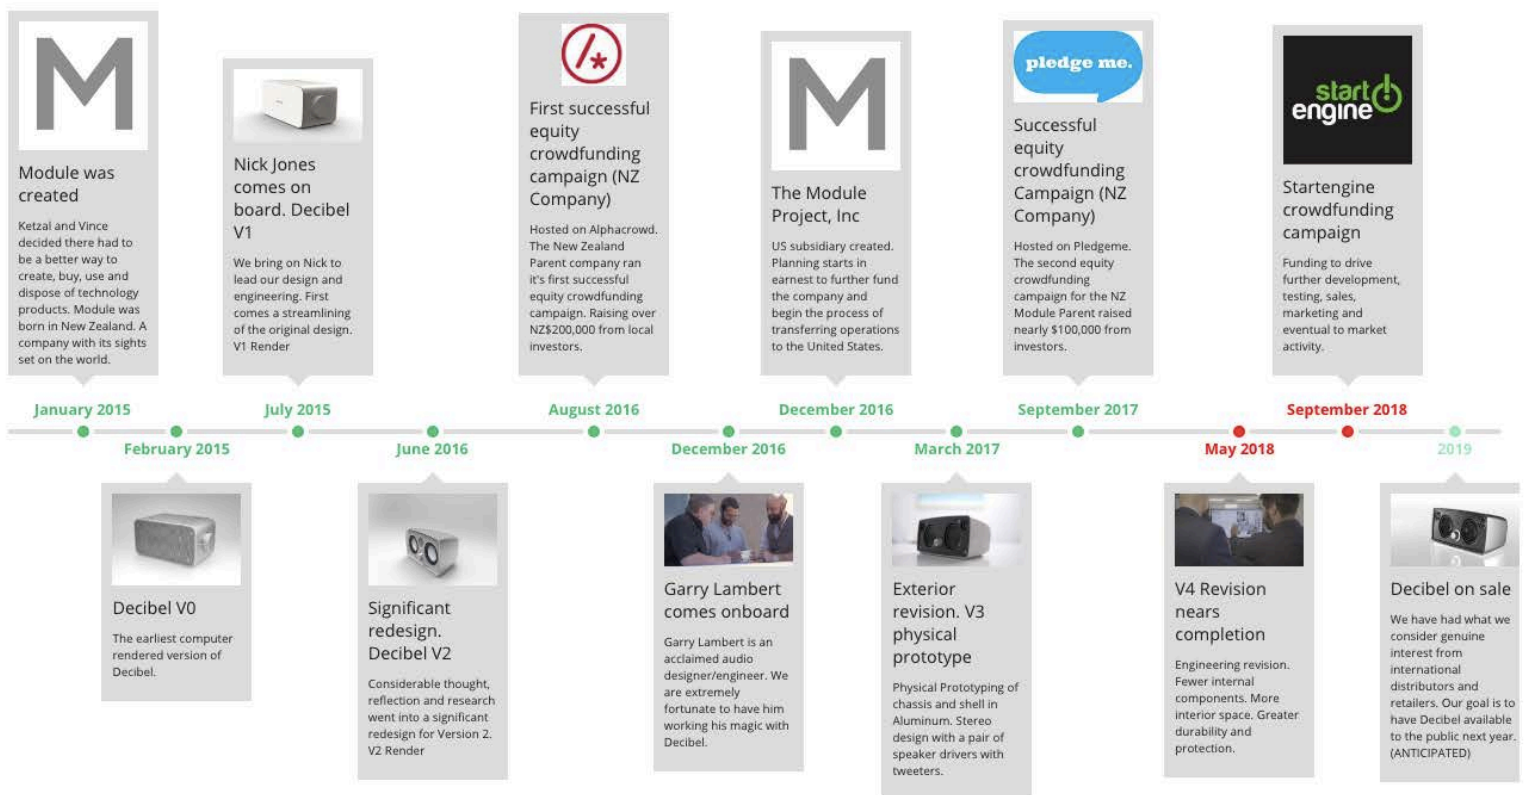 M
Module was
created
Ketzal and Vince
decided there had to
be a better way to
create, buy, use and
dispose of technology
products. Module was
born in New Zealand. A
company with its sights
set on the world.
January 2015
February 2015
Decibel V0
The earliest computer
rendered version of
Decibel.
Nick Jones
comes on
board. Decibel
V1
We bring on Nick to
lead our design and
engineering. First
comes a streamlining
of the original design.
V1 Render
July 2015
June 2016
Significant
redesign.
Decibel V2
Considerable thought,
reflection and research
went into a significant
redesign for Version 2.
V2 Render
/*
First successful
equity
crowdfunding
campaign (NZ
Company)
Hosted on Alphacrowd.
The New Zealand
Parent company ran
it's first successful
equity crowdfunding
campaign. Raising over
NZ$200,000 from local
investors.
August 2016
December 2016
Garry Lambert
comes onboard
Garry Lambert is an
acclaimed audio
designer/engineer. We
are extremely
fortunate to have him
working his magic with
Decibel.
M
The Module
Project, Inc
US subsidiary created.
Planning starts in
earnest to further fund
the company and
begin the process of
transferring operations
to the United States.
December 2016
March 2017
Exterior
revision. V3
physical
prototype
Physical Prototyping of
chassis and shell in
Aluminum. Stereo
design with a pair of
speaker drivers with
tweeters.
pledge me.
Successful
equity
crowdfunding
Campaign (NZ
Company)
Hosted on Pledgeme.
The second equity
crowdfunding
campaign for the NZ
Module Parent raised
nearly $100,000 from
investors.
September 2017
May 2018
V4 Revision
nears
completion
Engineering revision.
Fewer internal
components. More
interior space. Greater
durability and
protection.
start
engine
Startengine
crowdfunding
campaign
Funding to drive
further development,
testing, sales,
marketing and
eventual to market
activity.
September 2018
2019
Decibel on sale
We have had what we
consider genuine
interest from
international
distributors and
retailers. Our goal is to
have Decibel available
to the public next year.
(ANTICIPATED)